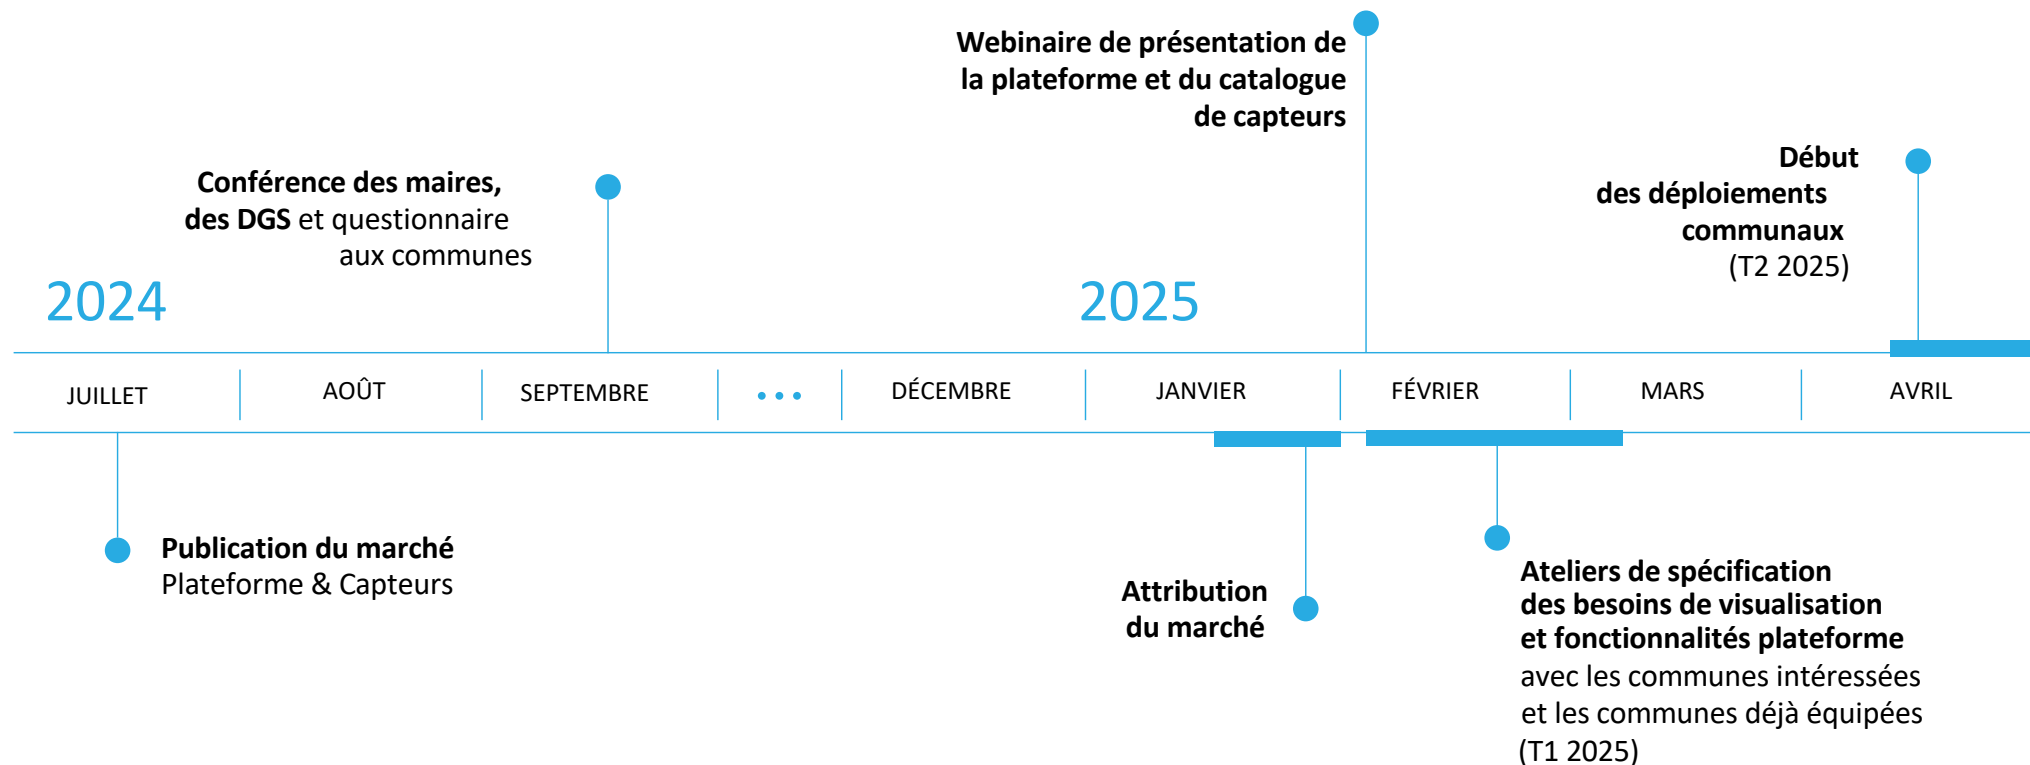 Webinaire de présentation de
la plateforme et du catalogue
de capteurs
Conférence des maires,
des DGS et questionnaire
aux communes
Début
des déploiements
communaux
(T2 2025)
2024
2025
JUILLET
AOÛT
SEPTEMBRE
...
DÉCEMBRE
JANVIER
FÉVRIER
MARS
AVRIL
Publication du marché
Plateforme & Capteurs
Attribution
du marché
Ateliers de spécification
des besoins de visualisation
et fonctionnalités plateforme
avec les communes intéressées
et les communes déjà équipées
(T1 2025)